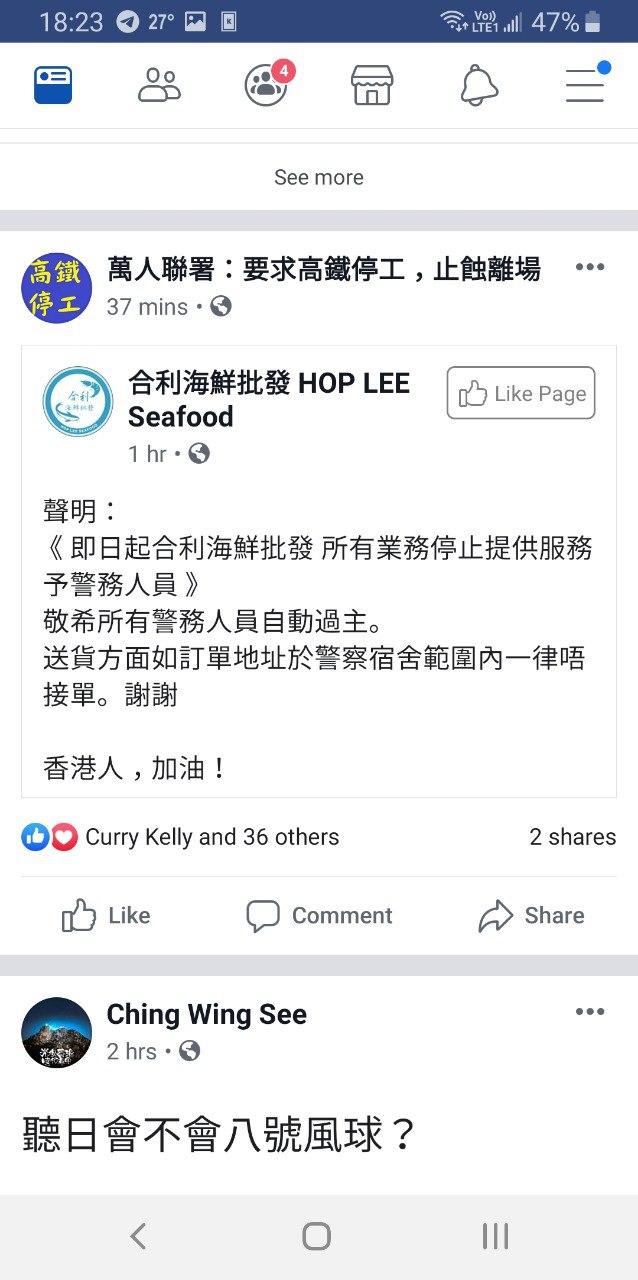 18:23 27° K Vo)) LTE1 47%
4
See more
高鐵
停工
萬人聯署：要求高鐵停工，止蝕離場
37 mins •
合利
海鮮批發
HOP LEE SEAFOOD
合利海鮮批發 HOP LEE
Seafood
Like Page
1 hr •
聲明：
《 即日起合利海鮮批發 所有業務停止提供服務
予警務人員 》
敬希所有警務人員自動過主。
送貨方面如訂單地址於警察宿舍範圍內一律唔
接單。謝謝
香港人，加油！
Curry Kelly and 36 others
2 shares
Like
Comment
Share
Ching Wing See
2 hrs •
聽日會不會八號風球？